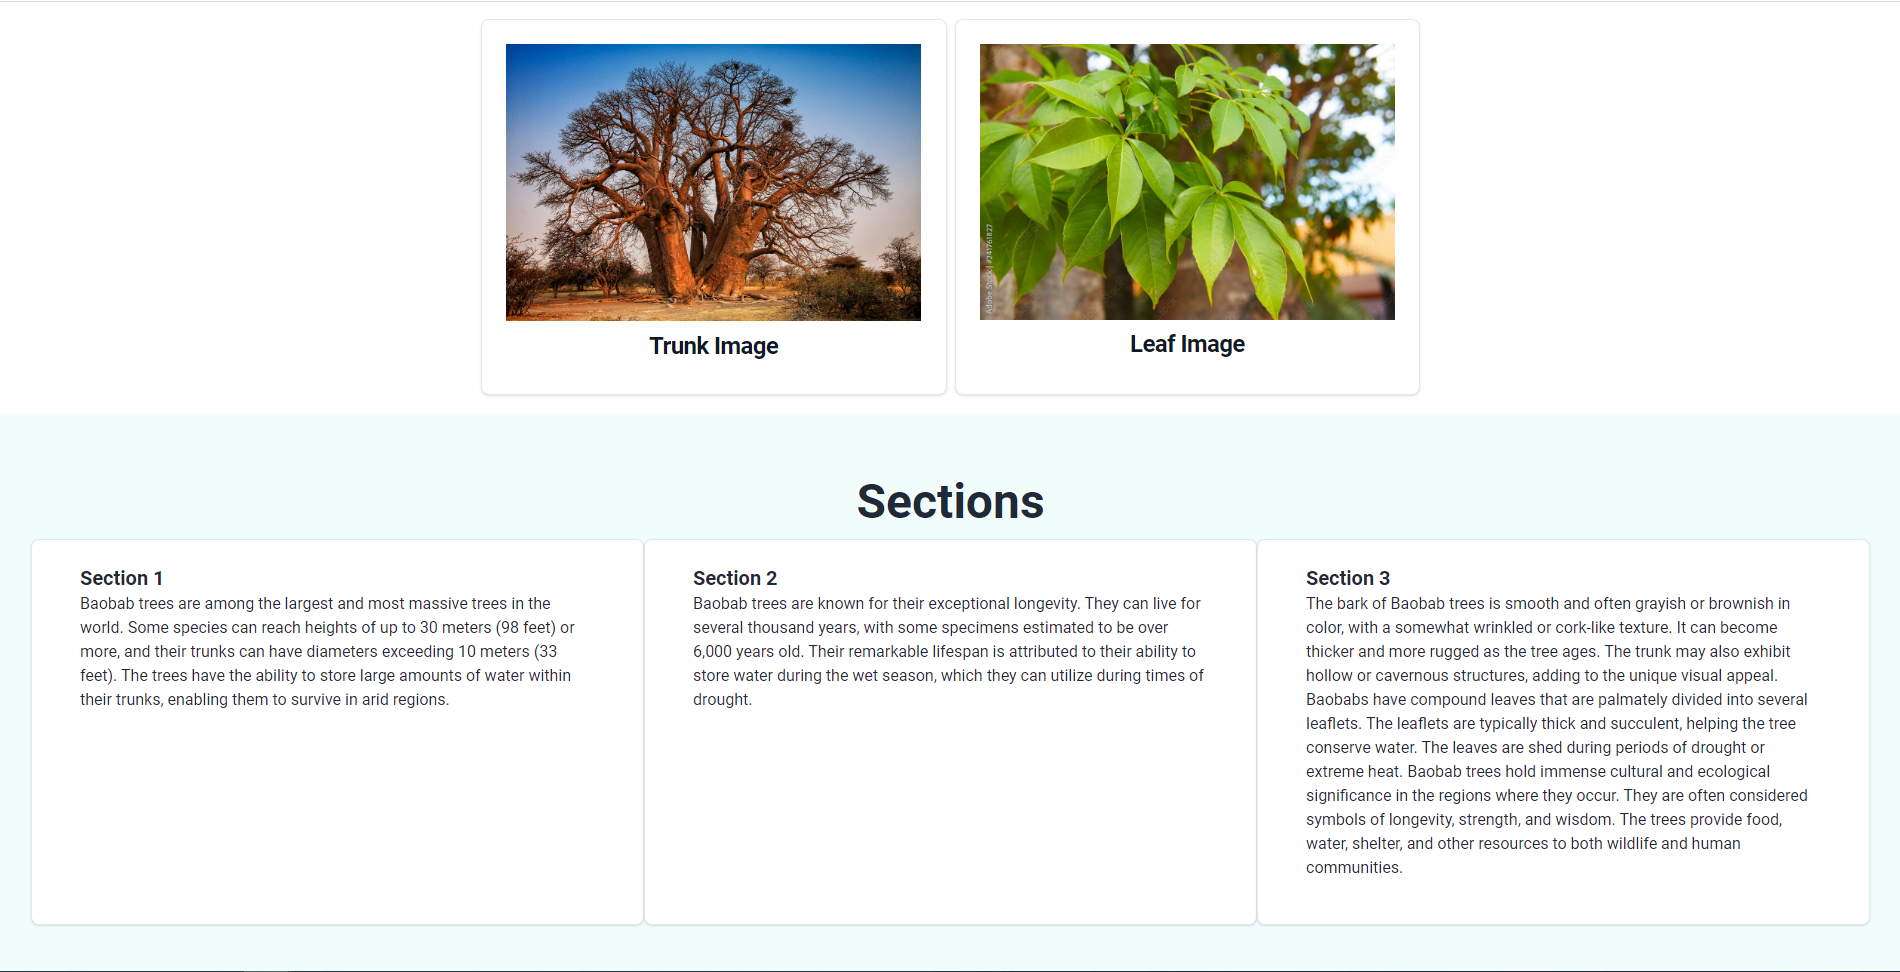 Adobe Stock | #241761827
Trunk Image
Leaf Image
Sections
Section 1
Baobab trees are among the largest and most massive trees in the
world. Some species can reach heights of up to 30 meters (98 feet) or
more, and their trunks can have diameters exceeding 10 meters (33
feet). The trees have the ability to store large amounts of water within
their trunks, enabling them to survive in arid regions.
Section 2
Baobab trees are known for their exceptional longevity. They can live for
several thousand years, with some specimens estimated to be over
6,000 years old. Their remarkable lifespan is attributed to their ability to
store water during the wet season, which they can utilize during times of
drought.
Section 3
The bark of Baobab trees is smooth and often grayish or brownish in
color, with a somewhat wrinkled or cork-like texture. It can become
thicker and more rugged as the tree ages. The trunk may also exhibit
hollow or cavernous structures, adding to the unique visual appeal.
Baobabs have compound leaves that are palmately divided into several
leaflets. The leaflets are typically thick and succulent, helping the tree
conserve water. The leaves are shed during periods of drought or
extreme heat. Baobab trees hold immense cultural and ecological
significance in the regions where they occur. They are often considered
symbols of longevity, strength, and wisdom. The trees provide food,
water, shelter, and other resources to both wildlife and human
communities.